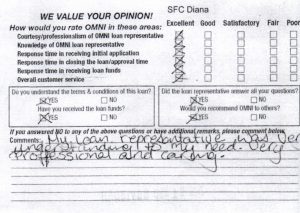 SFC Diana
WE VALUE YOUR OPINION!
How would you rate OMNI in these areas:
Excellent Good Satisfactory Fair Poor
Courtesy/professionalism of OMNI loan representative
Knowledge of OMNI loan representative
Response time in receiving initial application
Response time in closing the loan/approval time
Response time in receiving loan funds
Overall customer service
Do you understand the terms & conditions of this loan?
YES NO
Have you received the loan funds?
YES NO
Did the loan representative answer all your questions?
YES NO
Would you recommend OMNI to others?
YES NO
If you answered NO to any of the above questions or have additional remarks, please comment below.
Comments: My loan representative was Very
understanding to my need. Very
Professional and caring.